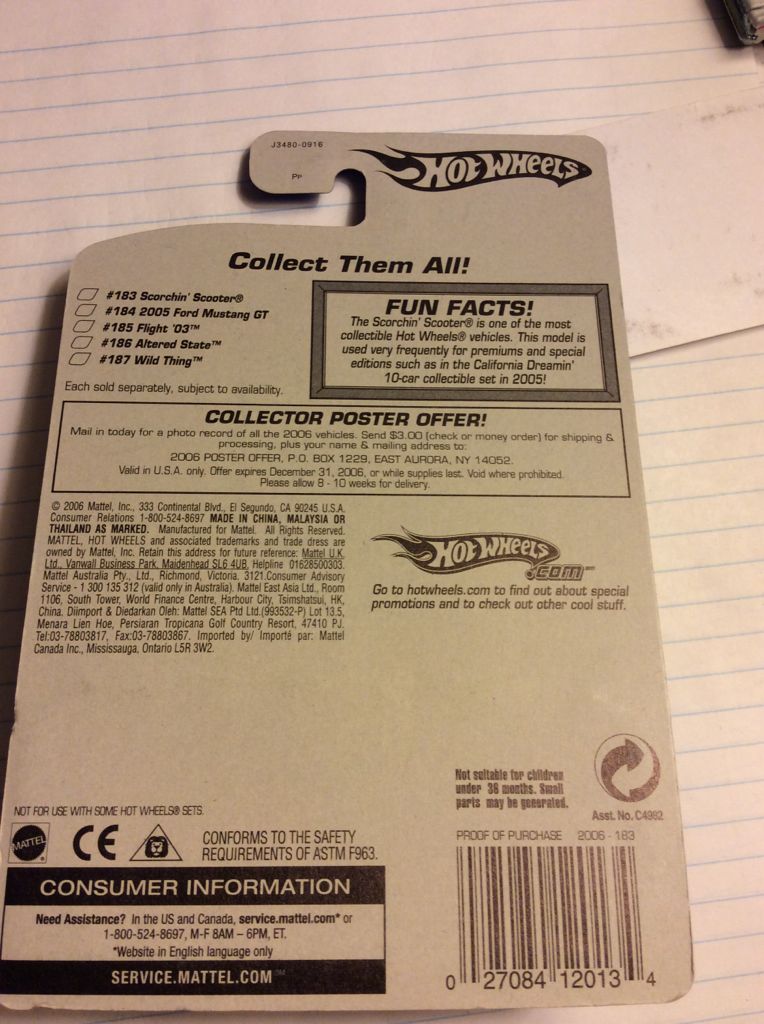 J3480-0916
PP
HOT WHEELS
Collect Them All!
#183 Scorchin' Scooter®
#184 2005 Ford Mustang GT
#185 Flight '03™
#186 Altered State™
#187 Wild Thing™
Each sold separately, subject to availability.
FUN FACTS!
The Scorchin' Scooter® is one of the most
collectible Hot Wheels® vehicles. This model is
used very frequently for premiums and special
editions such as in the California Dreamin'
10-car collectible set in 2005!
COLLECTOR POSTER OFFER!
Mail in today for a photo record of all the 2006 vehicles. Send $3.00 (check or money order) for shipping &
processing, plus your name & mailing address to:
2006 POSTER OFFER, P.O. BOX 1229, EAST AURORA, NY 14052.
Valid in U.S.A. only. Offer expires December 31, 2006, or while supplies last. Void where prohibited.
Please allow 8 - 10 weeks for delivery.
© 2006 Mattel, Inc., 333 Continental Blvd., El Segundo, CA 90245 U.S.A.
Consumer Relations 1-800-524-8697 MADE IN CHINA, MALAYSIA OR
THAILAND AS MARKED. Manufactured for Mattel. All Rights Reserved.
MATTEL, HOT WHEELS and associated trademarks and trade dress are
owned by Mattel, Inc. Retain this address for future reference: Mattel U.K.
Ltd., Vanwall Business Park, Maidenhead SL6 4UB, Helpline 01628500303.
Mattel Australia Pty., Ltd., Richmond, Victoria. 3121.Consumer Advisory
Service - 1 300 135 312 (valid only in Australia). Mattel East Asia Ltd., Room
1106, South Tower, World Finance Centre, Harbour City, Tsimshatsui, HK,
China. Diimport & Diedarkan Oleh: Mattel SEA Ptd Ltd.(993532-P) Lot 13.5,
Menara Lien Hoe, Persiaran Tropicana Golf Country Resort, 47410 PJ.
Tel:03-78803817, Fax:03-78803867. Imported by/ Importé par: Mattel
Canada Inc., Mississauga, Ontario L5R 3W2.
HOT WHEELS
.COM™
Go to hotwheels.com to find out about special
promotions and to check out other cool stuff.
Not suitable for children
under 36 months. Small
parts may be generated.
Asst. No. C4982
NOT FOR USE WITH SOME HOT WHEELS® SETS.
MATTEL
CE
CONFORMS TO THE SAFETY
REQUIREMENTS OF ASTM F963.
PROOF OF PURCHASE 2006 - 183
CONSUMER INFORMATION
Need Assistance? In the US and Canada, service.mattel.com* or
1-800-524-8697, M-F 8AM – 6PM, ET.
*Website in English language only
SERVICE.MATTEL.COM™
0 27084 12013 4